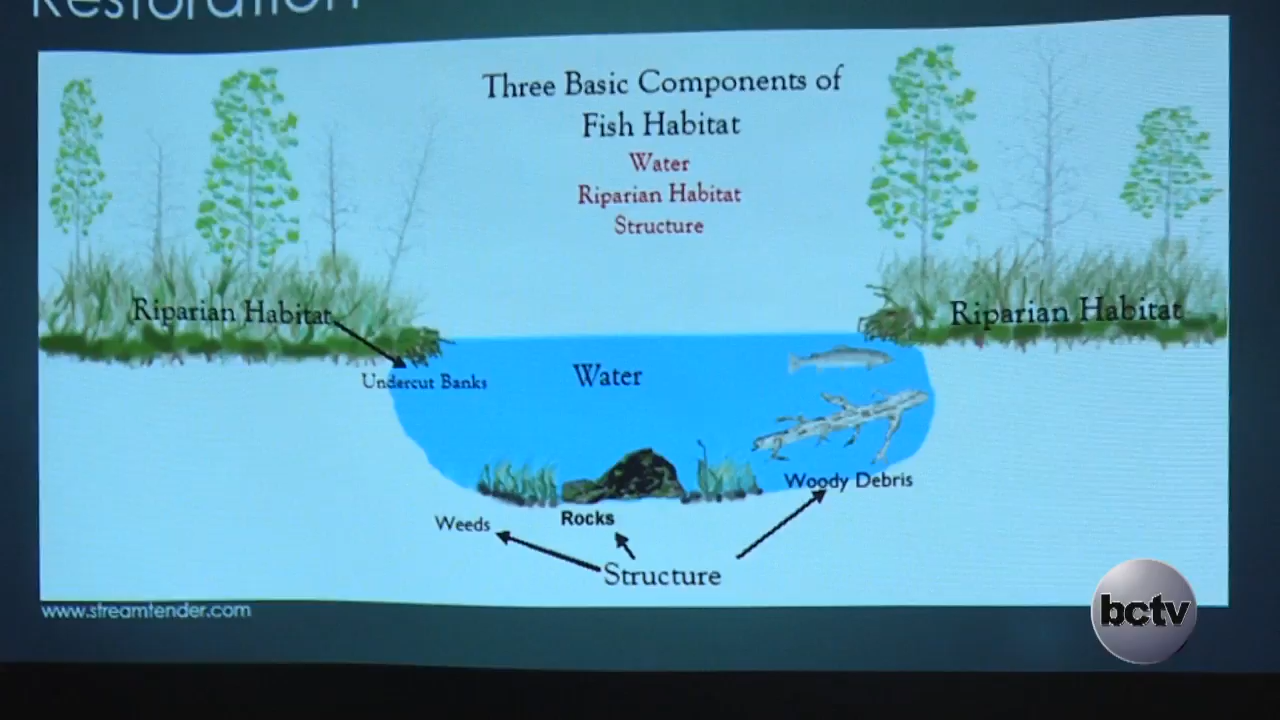 Restoration
Three Basic Components of
Fish Habitat
Water
Riparian Habitat
Structure
Riparian Habitat
Riparian Habitat
Undercut Banks
Water
Woody Debris
Weeds
Rocks
Structure
www.streamtender.com
bctv